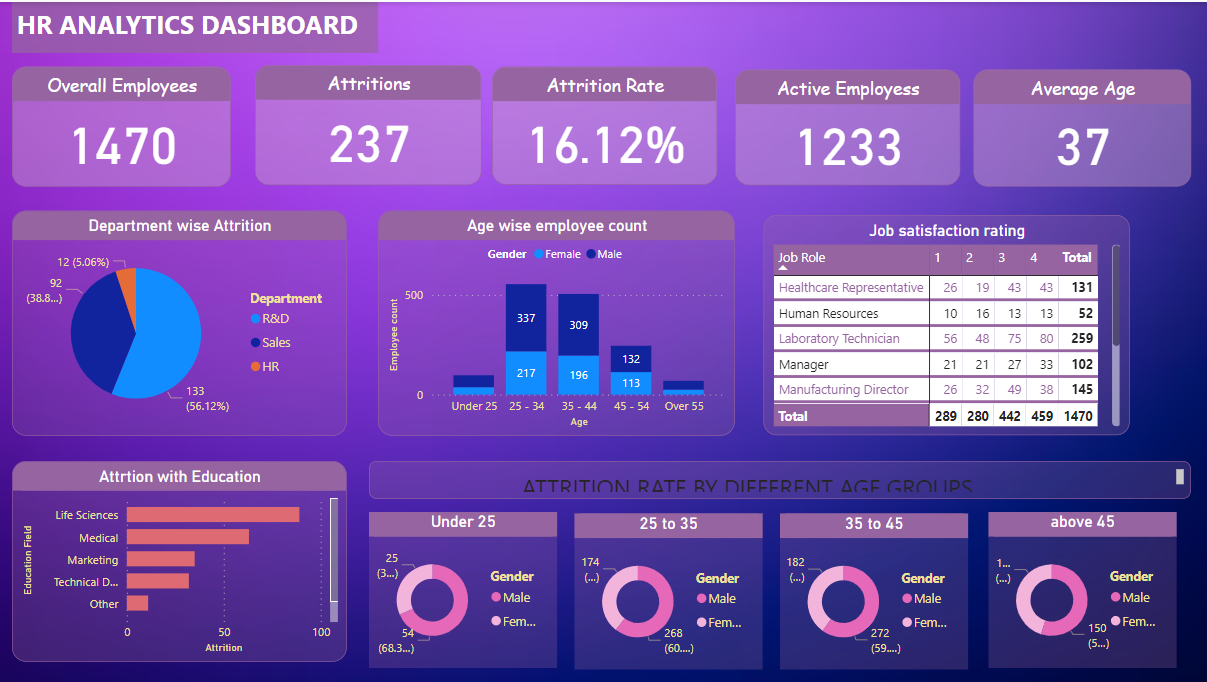 HR ANALYTICS DASHBOARD
Overall Employees
1470
Attritions
237
Attrition Rate
16.12%
Active Employess
1233
Average Age
37
Department wise Attrition
12 (5.06%)
92
(38.8...)
133
(56.12%)
Department
R&D
Sales
HR
Age wise employee count
Gender Female Male
Employee count
500
0
337
217
309
196
132
113
Under 25 25 - 34 35 - 44 45 - 54 Over 55
Age
Job satisfaction rating
Job Role 1 2 3 4 Total
Healthcare Representative 26 19 43 43 131
Human Resources 10 16 13 13 52
Laboratory Technician 56 48 75 80 259
Manager 21 21 27 33 102
Manufacturing Director 26 32 49 38 145
Total 289 280 442 459 1470
Attrtion with Education
Education Field
Life Sciences
Medical
Marketing
Technical D...
Other
0 50 100
Attrition
ATTRITION RATE BY DIFFERENT AGE GROUPS
Under 25
25
(3...)
54
(68.3...)
Gender
Male
Fem...
25 to 35
174
(...)
268
(60....)
Gender
Male
Fem...
35 to 45
182
(...)
272
(59....)
Gender
Male
Fem...
above 45
1...
(...)
150
(5...)
Gender
Male
Fem...